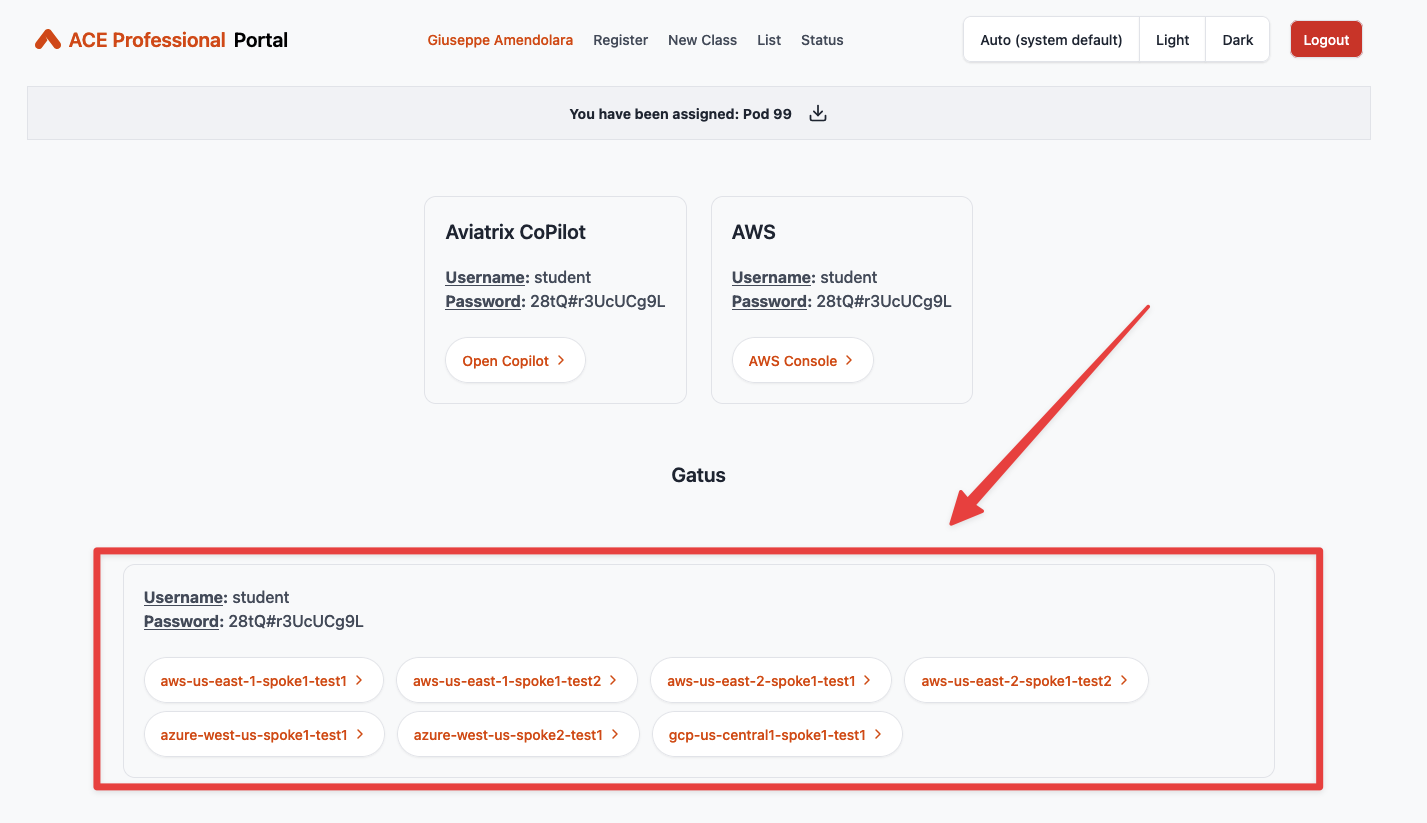 ACE Professional Portal
Giuseppe Amendolara Register New Class List Status
Auto (system default) Light Dark
Logout
You have been assigned: Pod 99
Aviatrix CoPilot
Username: student
Password: 28tQ#r3UcUCg9L
Open Copilot
AWS
Username: student
Password: 28tQ#r3UcUCg9L
AWS Console
Gatus
Username: student
Password: 28tQ#r3UcUCg9L
aws-us-east-1-spoke1-test1 aws-us-east-1-spoke1-test2 aws-us-east-2-spoke1-test1 aws-us-east-2-spoke1-test2
azure-west-us-spoke1-test1 azure-west-us-spoke2-test1 gcp-us-central1-spoke1-test1